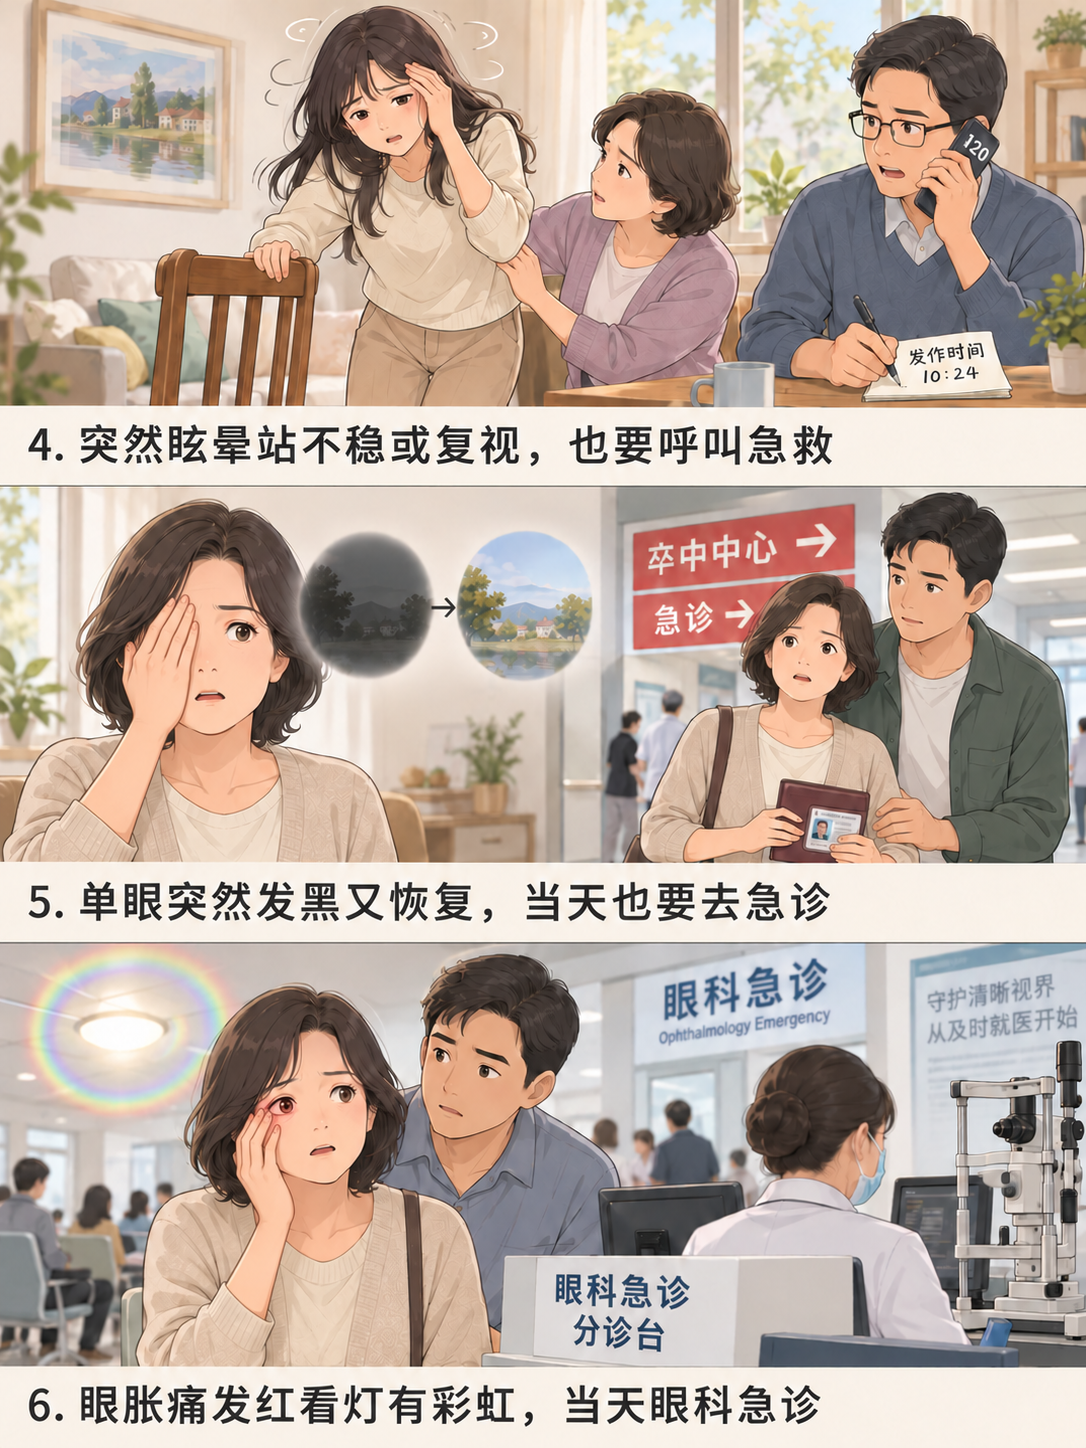 120
发作时间
10:24
4. 突然眩晕站不稳或复视，也要呼叫急救
卒中中心 →
急诊 →
5. 单眼突然发黑又恢复，当天也要去急诊
眼科急诊
Ophthalmology Emergency
守护清晰视界
从及时就医开始
眼科急诊
分诊台
6. 眼胀痛发红看灯有彩虹，当天眼科急诊